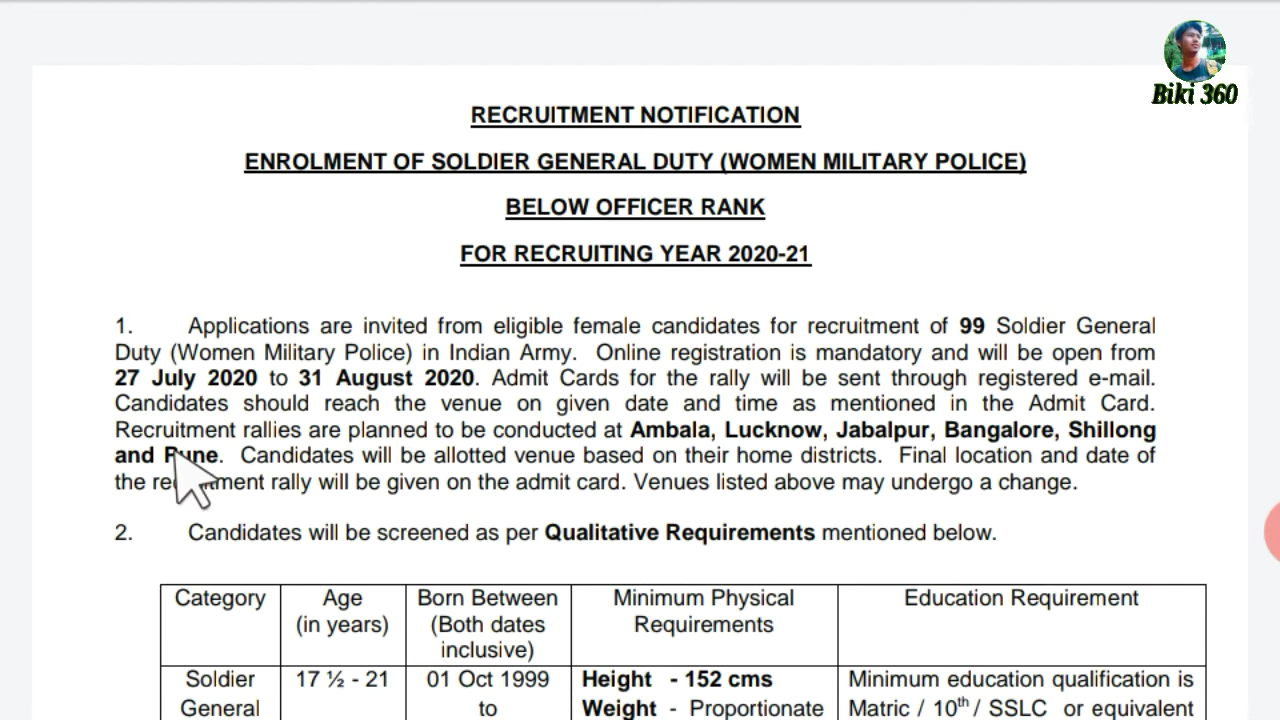 Biki 360
RECRUITMENT NOTIFICATION
ENROLMENT OF SOLDIER GENERAL DUTY (WOMEN MILITARY POLICE)
BELOW OFFICER RANK
FOR RECRUITING YEAR 2020-21
1. Applications are invited from eligible female candidates for recruitment of 99 Soldier General
Duty (Women Military Police) in Indian Army. Online registration is mandatory and will be open from
27 July 2020 to 31 August 2020. Admit Cards for the rally will be sent through registered e-mail.
Candidates should reach the venue on given date and time as mentioned in the Admit Card.
Recruitment rallies are planned to be conducted at Ambala, Lucknow, Jabalpur, Bangalore, Shillong
and Pune. Candidates will be allotted venue based on their home districts. Final location and date of
the recruitment rally will be given on the admit card. Venues listed above may undergo a change.
2. Candidates will be screened as per Qualitative Requirements mentioned below.
Category
Age
(in years)
Born Between
(Both dates
inclusive)
Minimum Physical
Requirements
Education Requirement
Soldier
General
17 ½ - 21
01 Oct 1999
to
Height - 152 cms
Weight - Proportionate
Minimum education qualification is
Matric / 10th / SSLC or equivalent